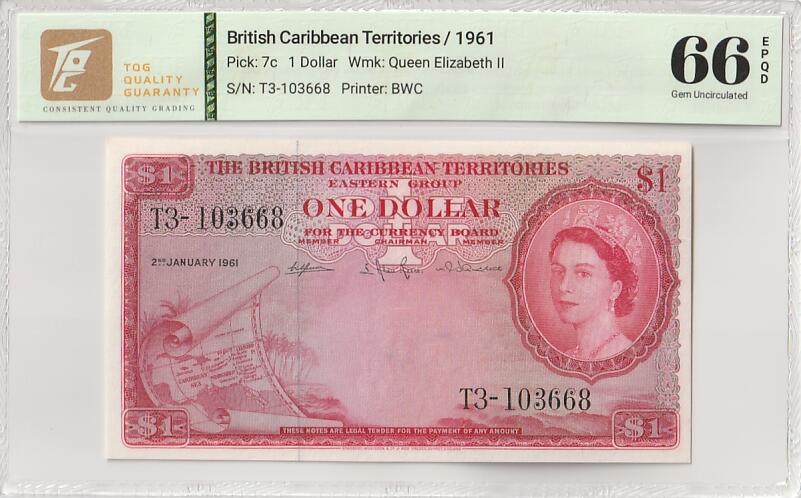 British Caribbean Territories / 1961
Pick: 7c 1 Dollar Wmk: Queen Elizabeth II
S/N: T3-103668 Printer: BWC
TQG
QUALITY
GUARANTY
CONSISTENT QUALITY GRADING
66
EPQD
Gem Uncirculated
$1
THE BRITISH CARIBBEAN TERRITORIES
EASTERN GROUP
$1
T3-103668
ONE DOLLAR
FOR THE CURRENCY BOARD
MEMBER CHAIRMAN MEMBER
2ND JANUARY 1961
CARIBBEAN
SEA
T3-103668
$1
$1
THESE NOTES ARE LEGAL TENDER FOR THE PAYMENT OF ANY AMOUNT